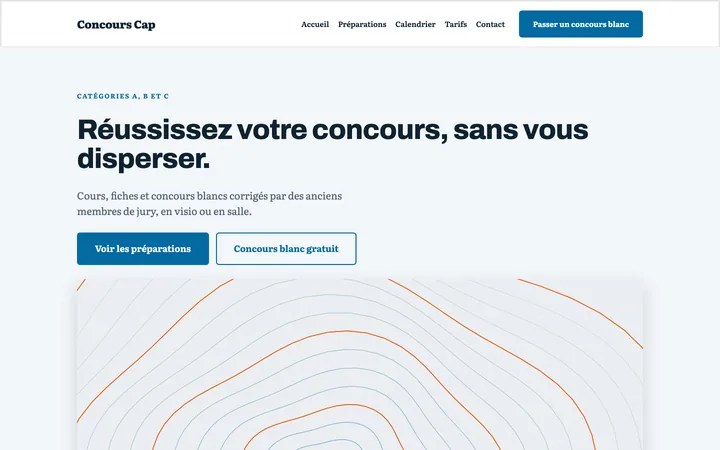 Concours Cap
Accueil Préparations Calendrier Tarifs Contact Passer un concours blanc
CATÉGORIES A, B ET C
Réussissez votre concours, sans vous
disperser.
Cours, fiches et concours blancs corrigés par des anciens
membres de jury, en visio ou en salle.
Voir les préparations Concours blanc gratuit